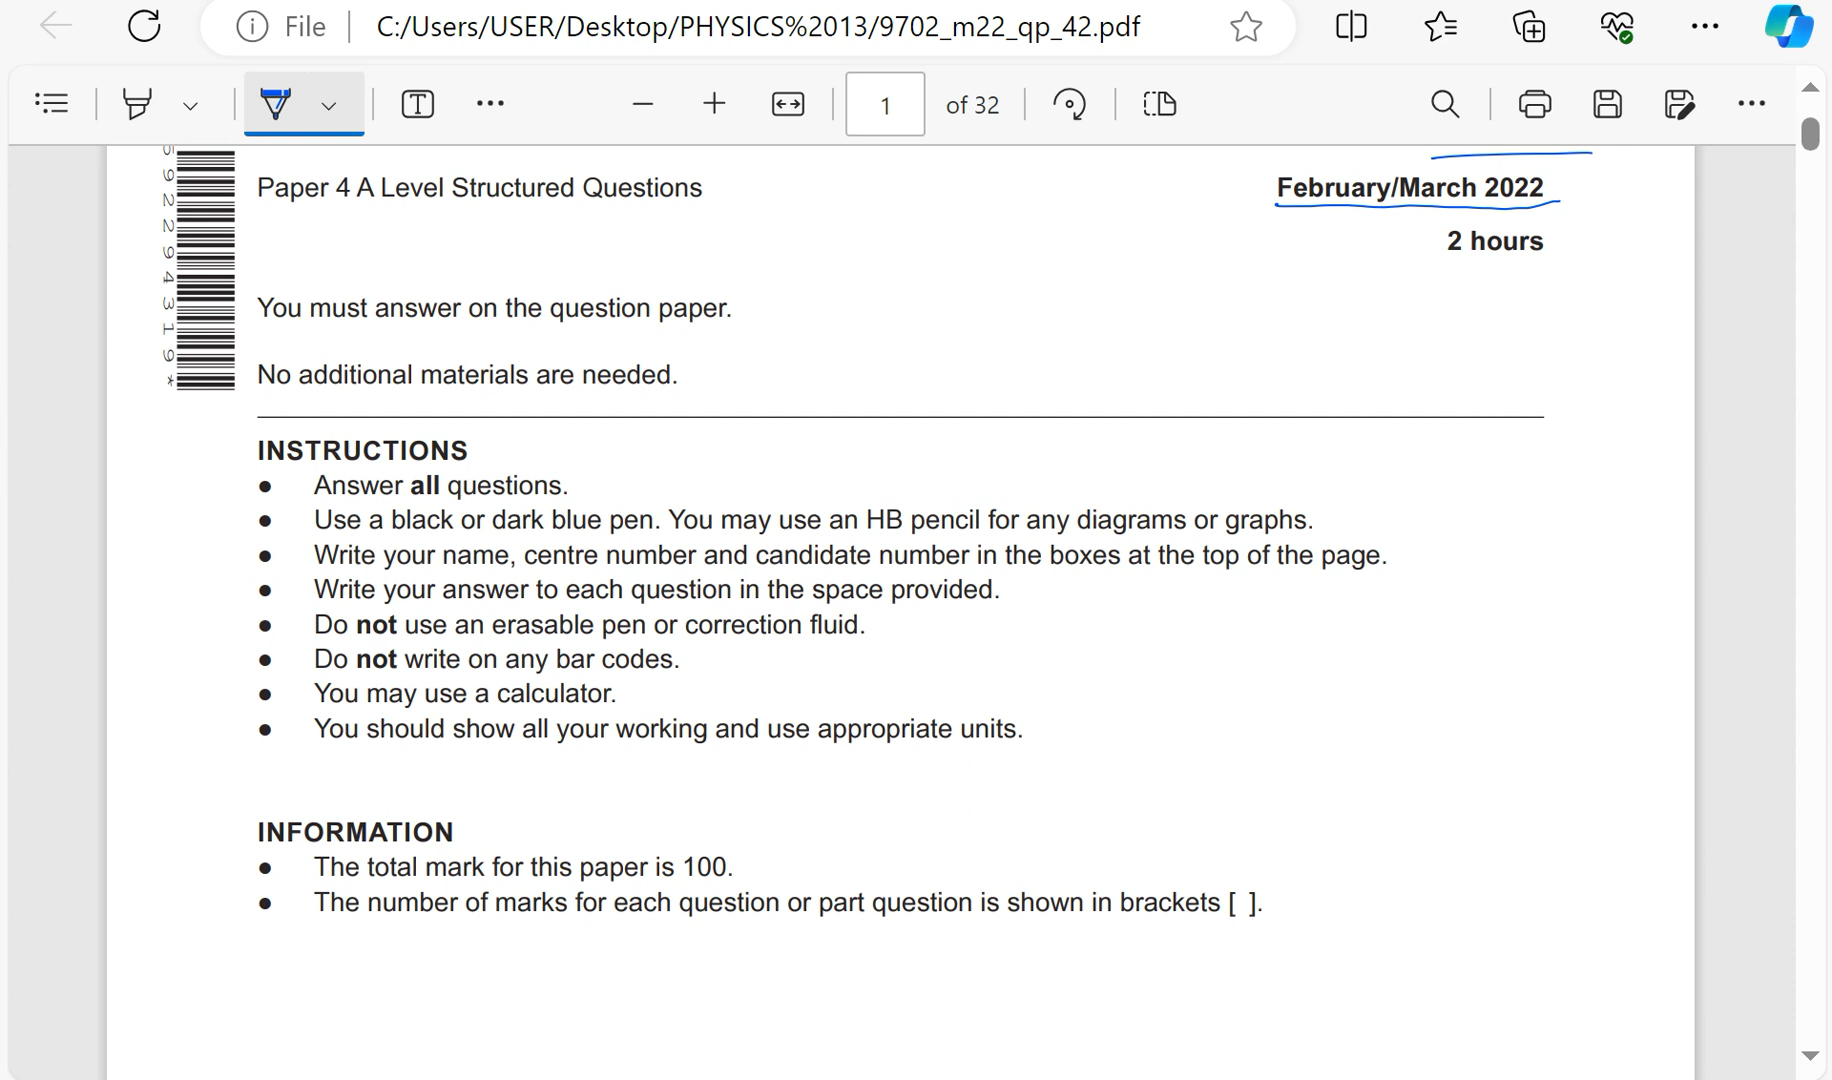 File C:/Users/USER/Desktop/PHYSICS%2013/9702_m22_qp_42.pdf
1 of 32
Paper 4 A Level Structured Questions
February/March 2022
2 hours
You must answer on the question paper.
No additional materials are needed.
INSTRUCTIONS
● Answer all questions.
● Use a black or dark blue pen. You may use an HB pencil for any diagrams or graphs.
● Write your name, centre number and candidate number in the boxes at the top of the page.
● Write your answer to each question in the space provided.
● Do not use an erasable pen or correction fluid.
● Do not write on any bar codes.
● You may use a calculator.
● You should show all your working and use appropriate units.
INFORMATION
● The total mark for this paper is 100.
● The number of marks for each question or part question is shown in brackets [ ].
92294319*